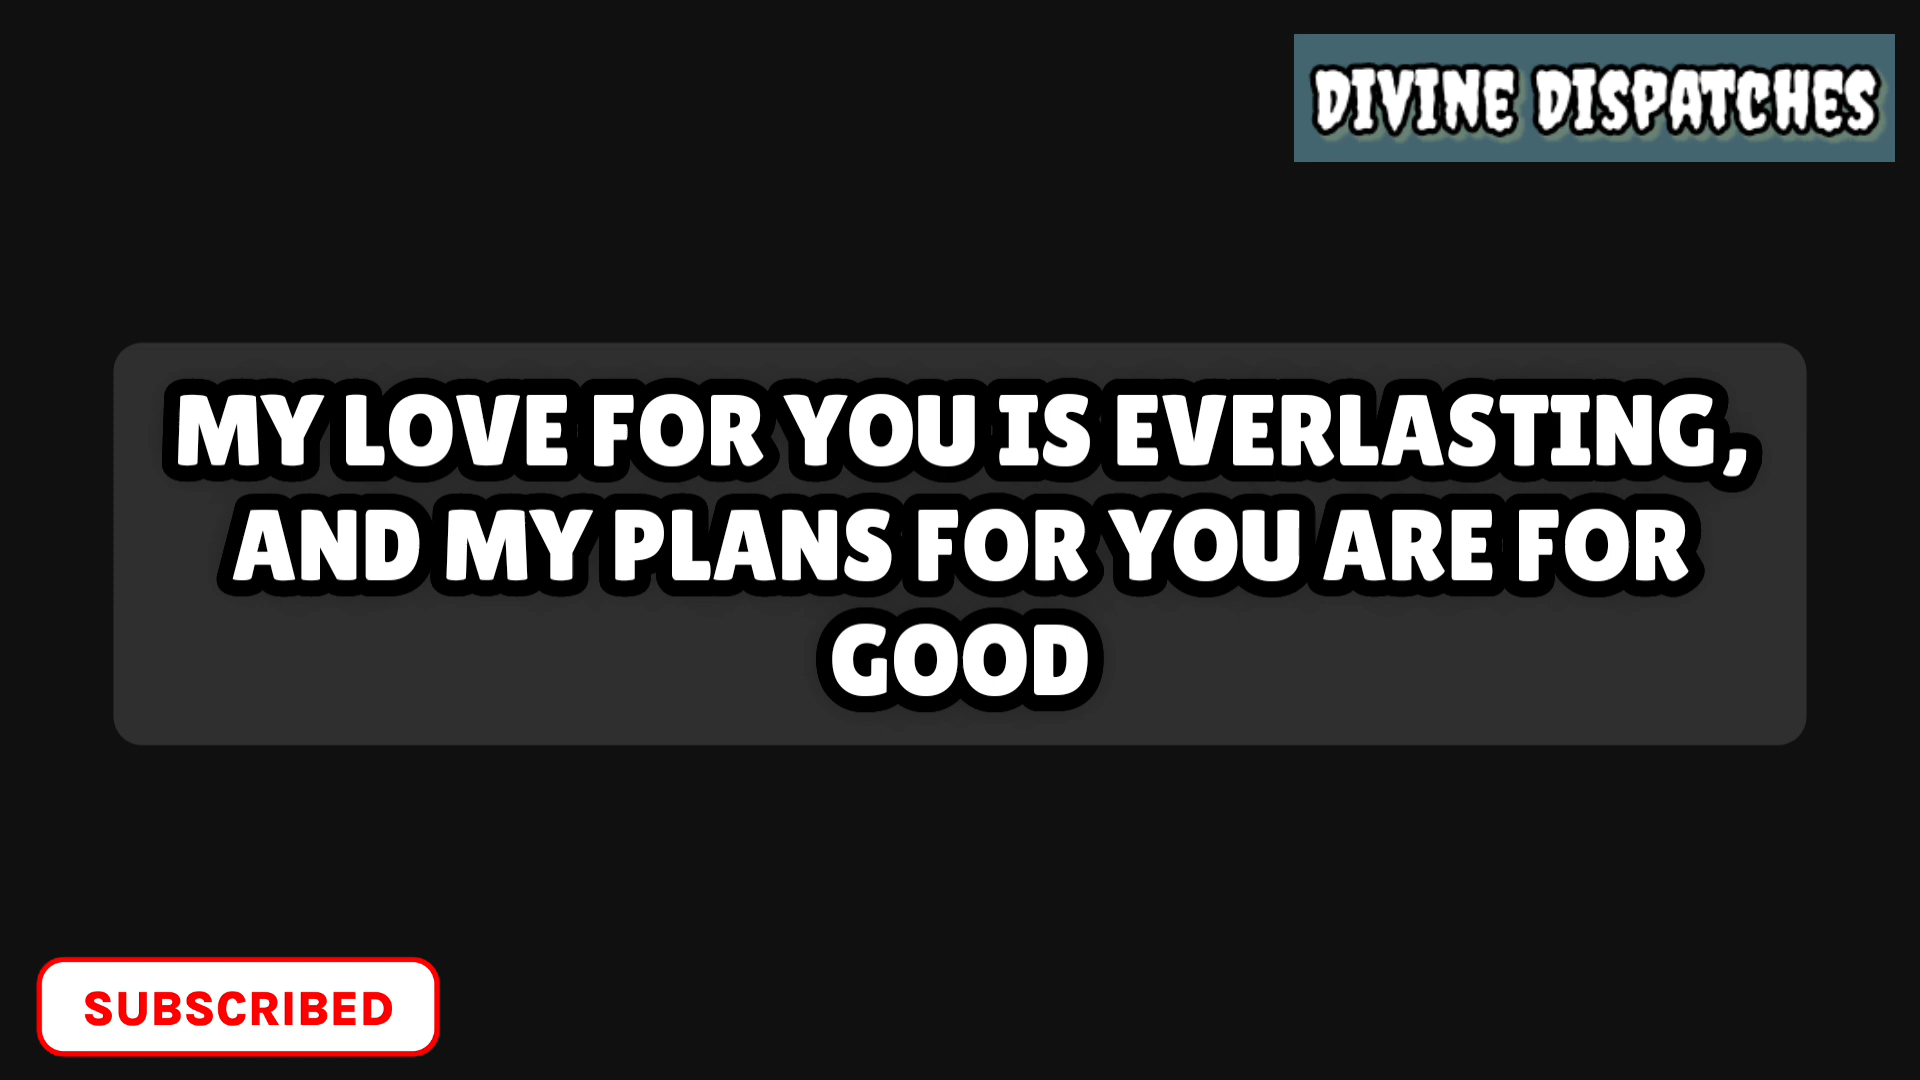 DIVINE DISPATCHES
MY LOVE FOR YOU IS EVERLASTING,
AND MY PLANS FOR YOU ARE FOR
GOOD
SUBSCRIBED